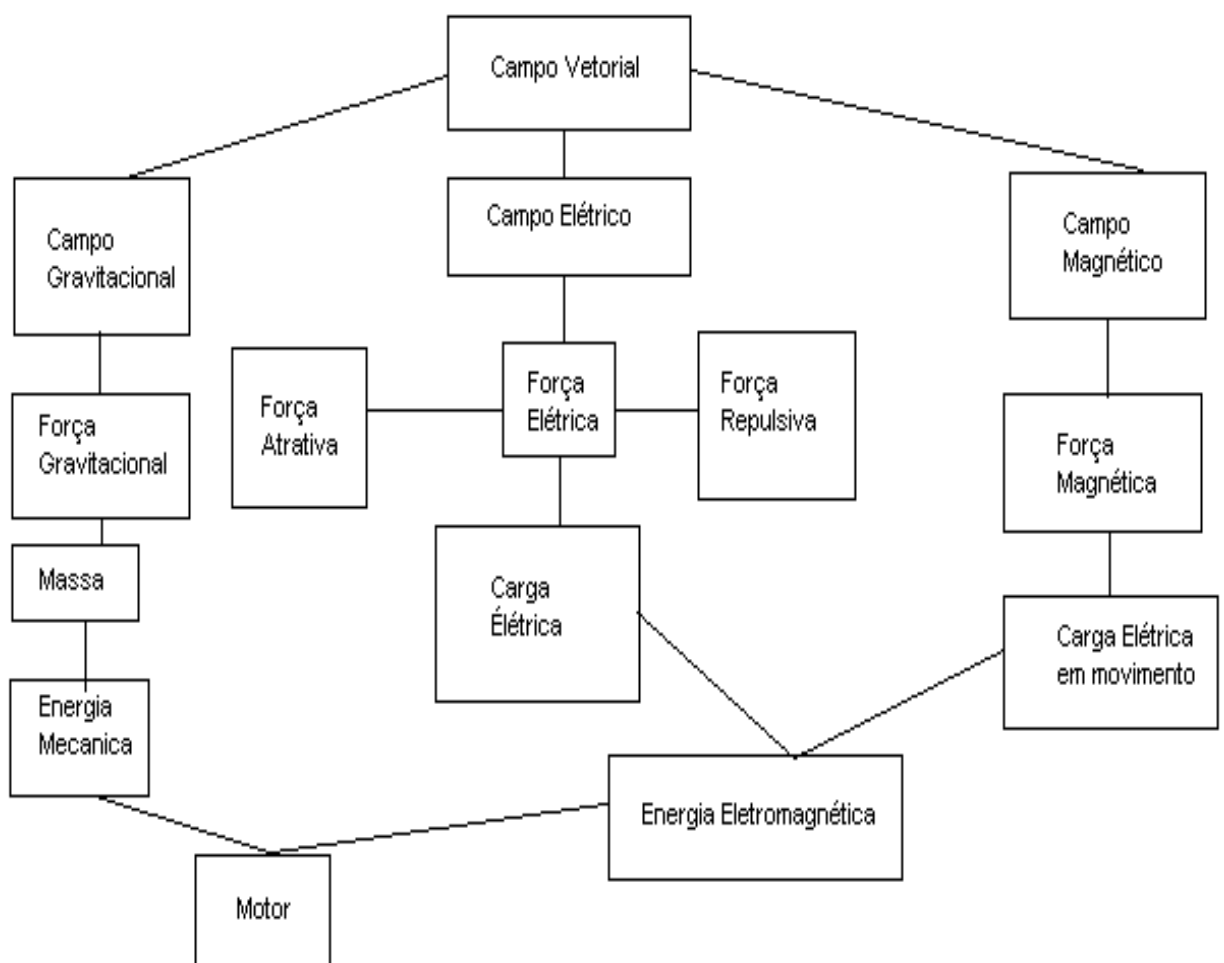 Campo Vetorial
Campo
Gravitacional
Campo Elétrico
Campo
Magnético
Força
Gravitacional
Força
Atrativa
Força
Elétrica
Força
Repulsiva
Força
Magnética
Massa
Carga
Élétrica
Carga Elétrica
em movimento
Energia
Mecanica
Energia Eletromagnética
Motor